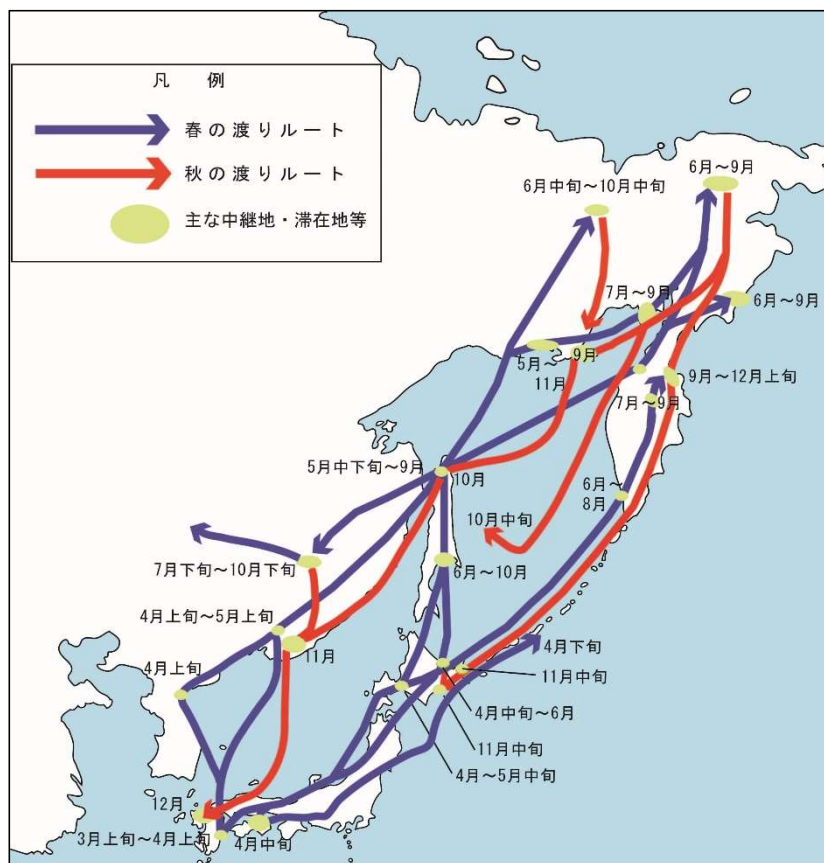 凡 例
春の渡りルート
秋の渡りルート
主な中継地・滞在地等
6月中旬～10月中旬
6月～9月
7月～9月
6月～9月
5月～
11月
9月
9月～12月上旬
7月～9月
5月中下旬～9月
10月
6月～
8月
10月中旬
7月下旬～10月下旬
6月～10月
4月上旬～5月上旬
11月
4月下旬
4月上旬
11月中旬
4月中旬～6月
11月中旬
4月～5月中旬
12月
3月上旬～4月上旬
4月中旬